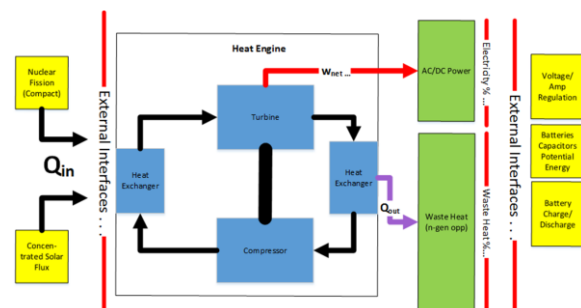 Heat Engine
Nuclear
Fission
(Compact)
Qin
Concen-
trated Solar
Flux
External Interfaces . . .
Heat
Exchanger
Turbine
Compressor
Heat
Exchanger
Wnet ...
Qout
AC/DC Power
Waste Heat
(n-gen opp)
Electricity % ...
Waste Heat%...
External Interfaces . . .
Voltage/
Amp
Regulation
Batteries
Capacitors
Potential
Energy
Battery
Charge/
Discharge